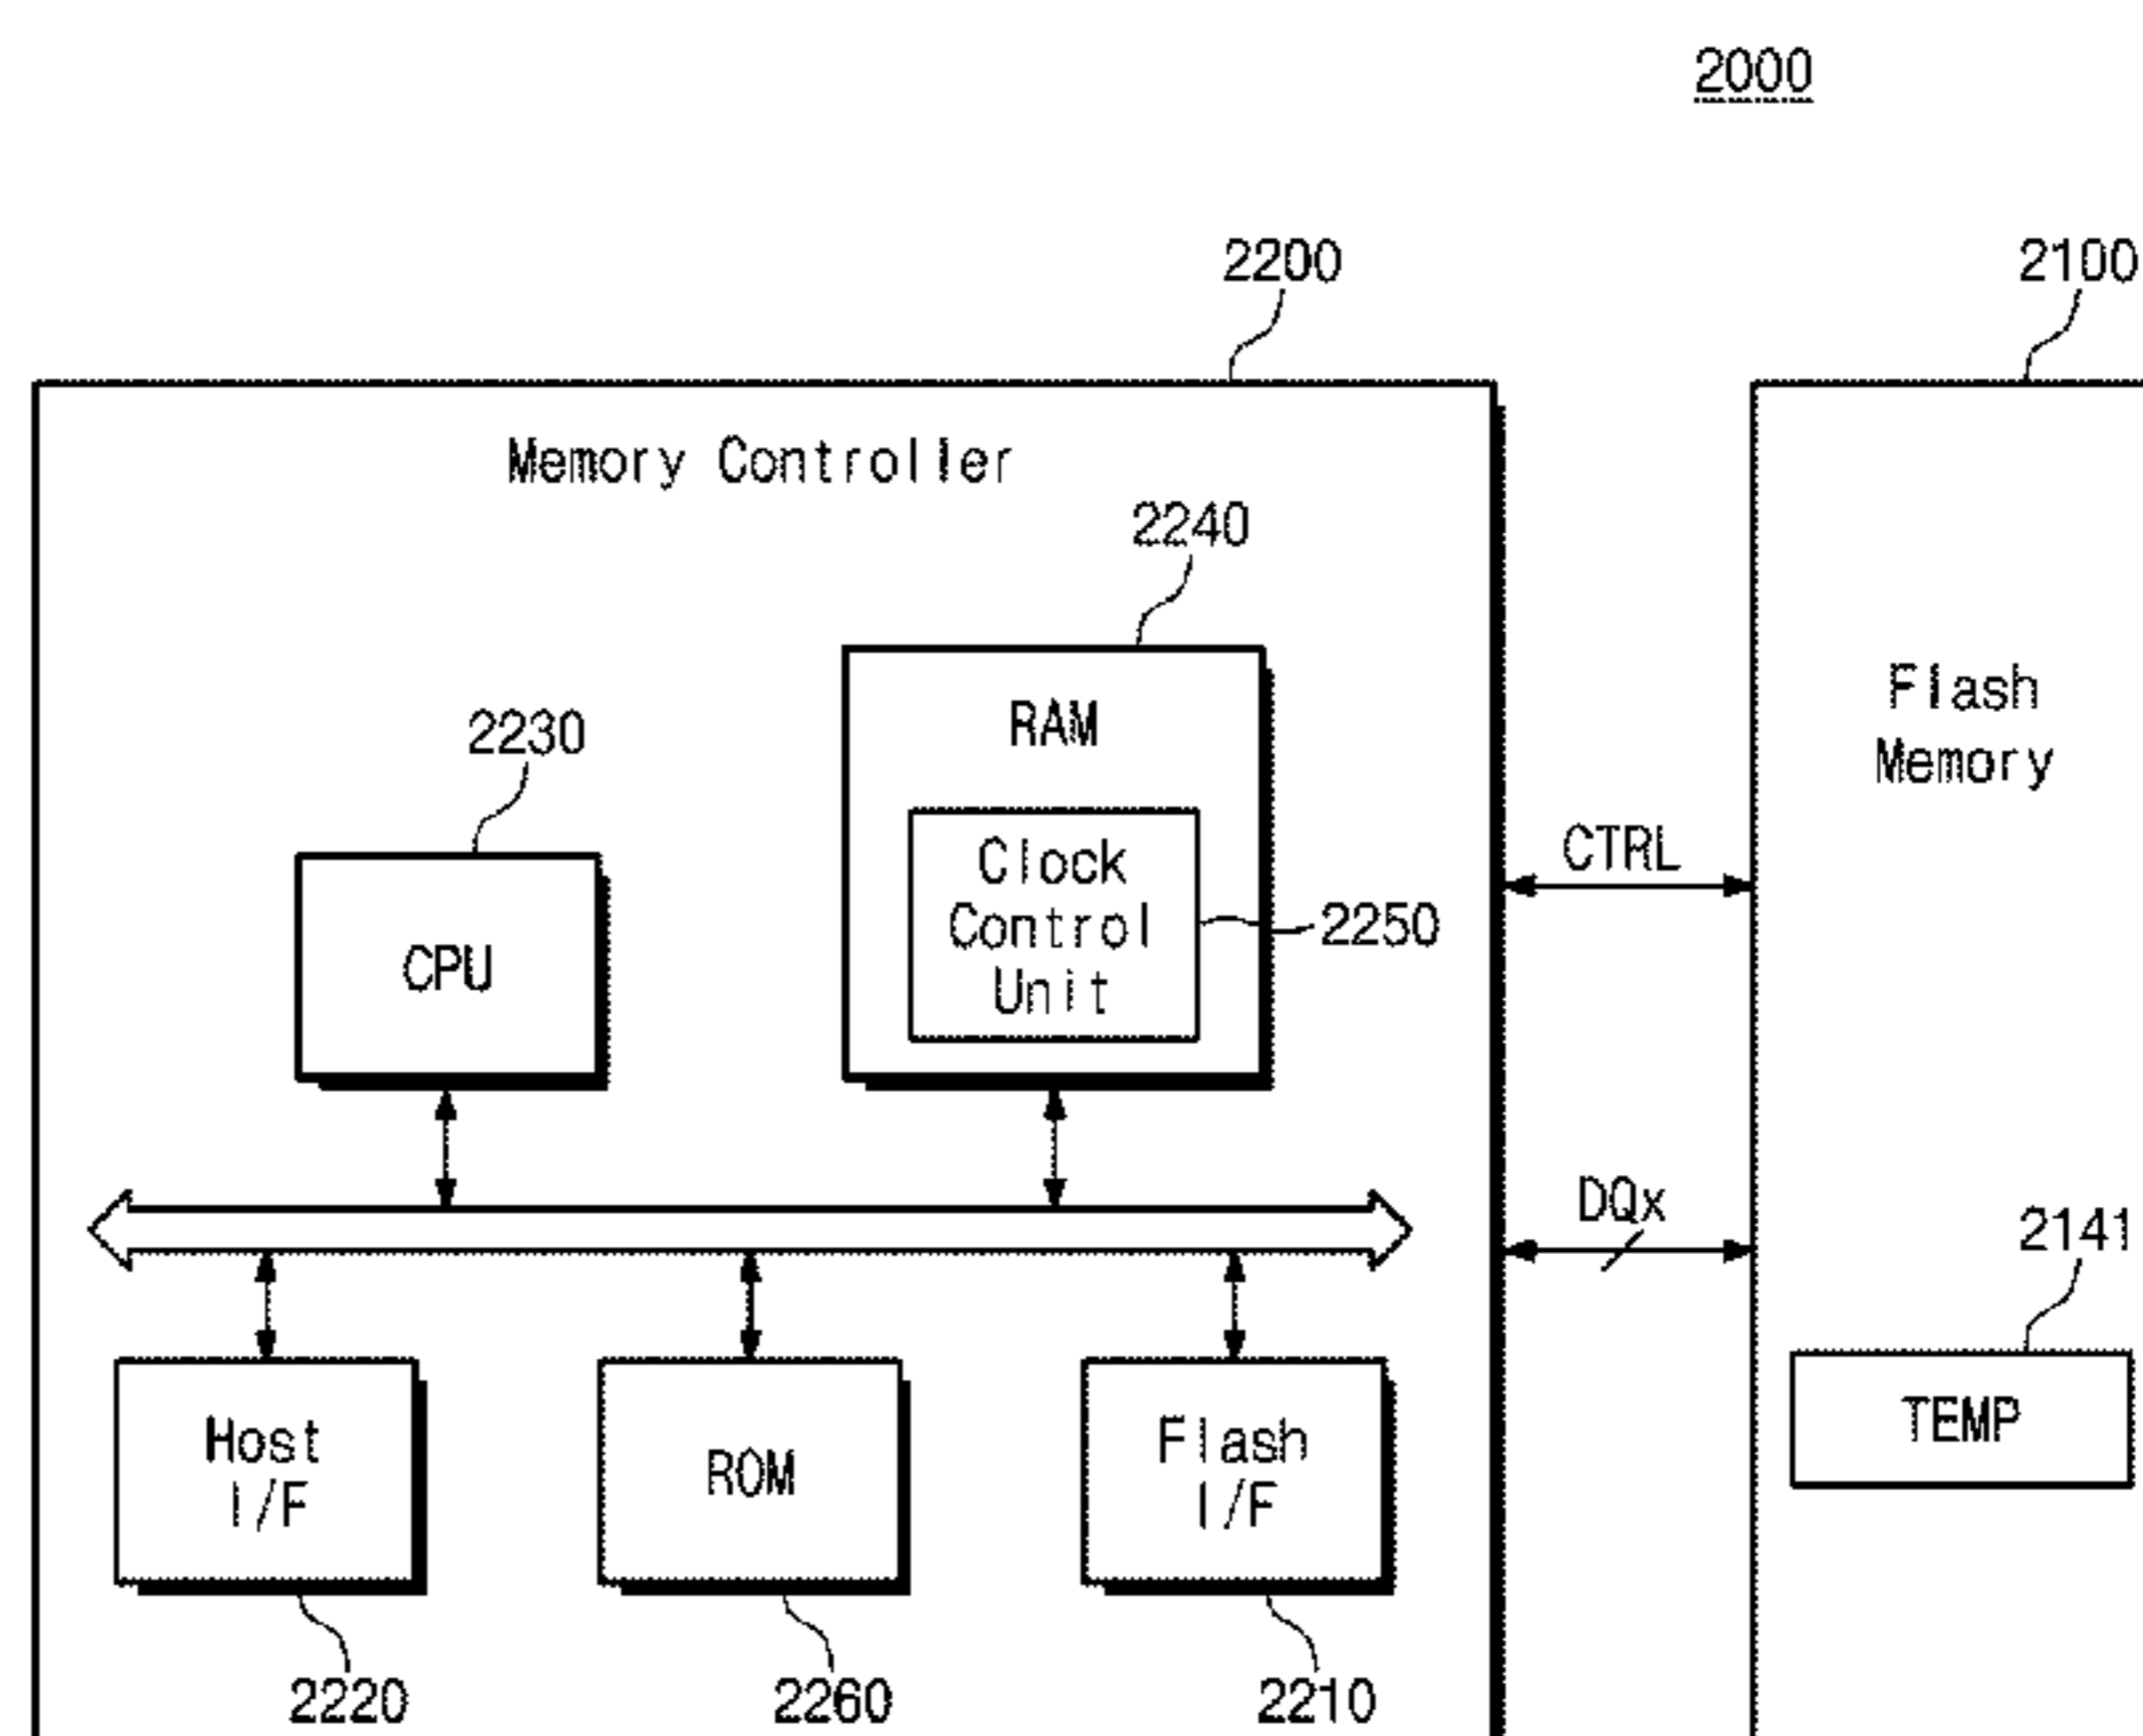 2000
2200
2100
Memory Controller
2240
RAM
Flash
Memory
2230
Clock
Control
Unit
CTRL
2250
CPU
DQx
2141
TEMP
Host
I/F
ROM
Flash
I/F
2220
2260
2210